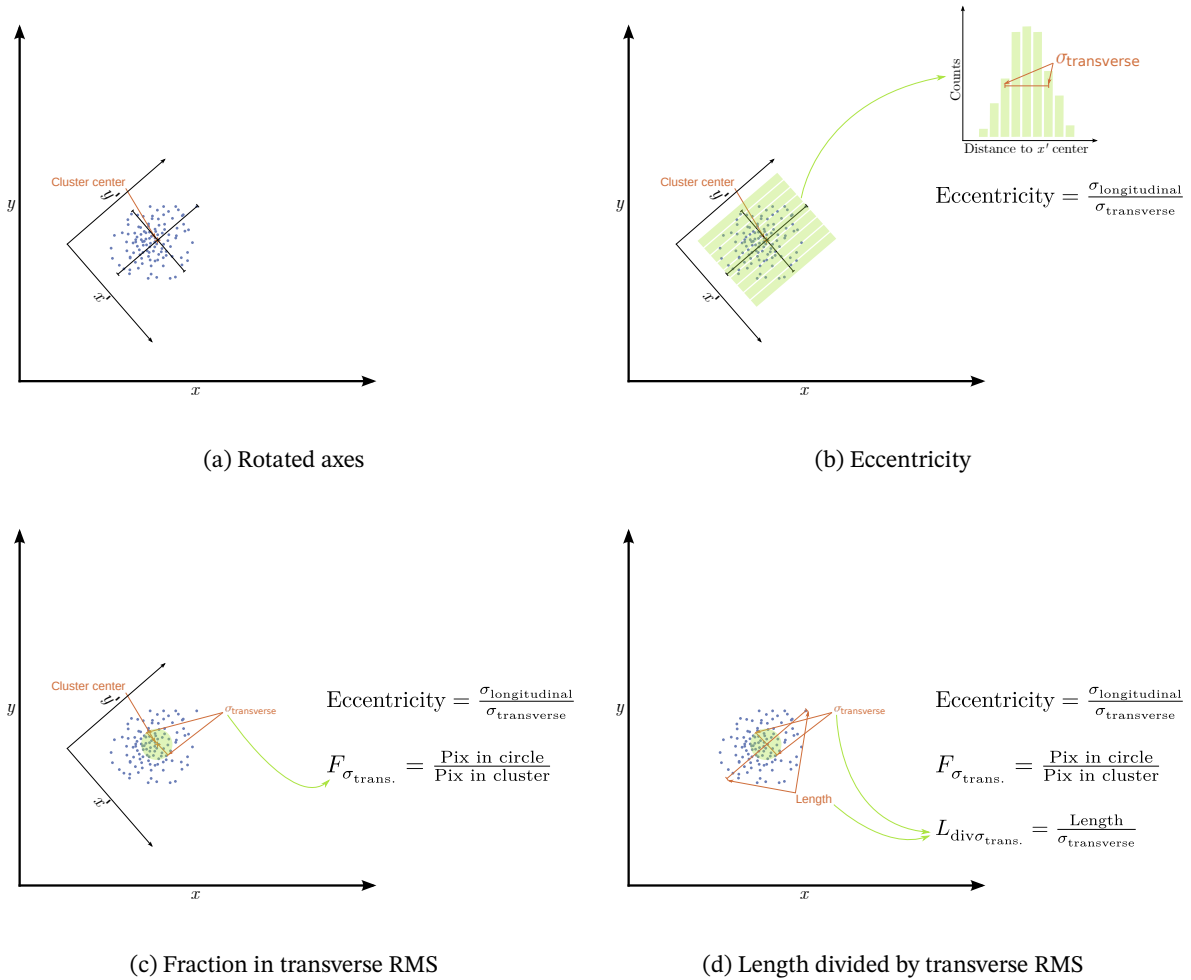 Counts
σtransverse
Distance to x′ center
Cluster center
y'
x'
y
x
(a) Rotated axes
Cluster center
y'
x'
y
x
Eccentricity = σlongitudinal / σtransverse
(b) Eccentricity
Cluster center
y'
x'
y
x
σtransverse
Eccentricity = σlongitudinal / σtransverse
Fσtrans. = Pix in circle / Pix in cluster
(c) Fraction in transverse RMS
y
x
σtransverse
Length
Eccentricity = σlongitudinal / σtransverse
Fσtrans. = Pix in circle / Pix in cluster
Ldivσtrans. = Length / σtransverse
(d) Length divided by transverse RMS